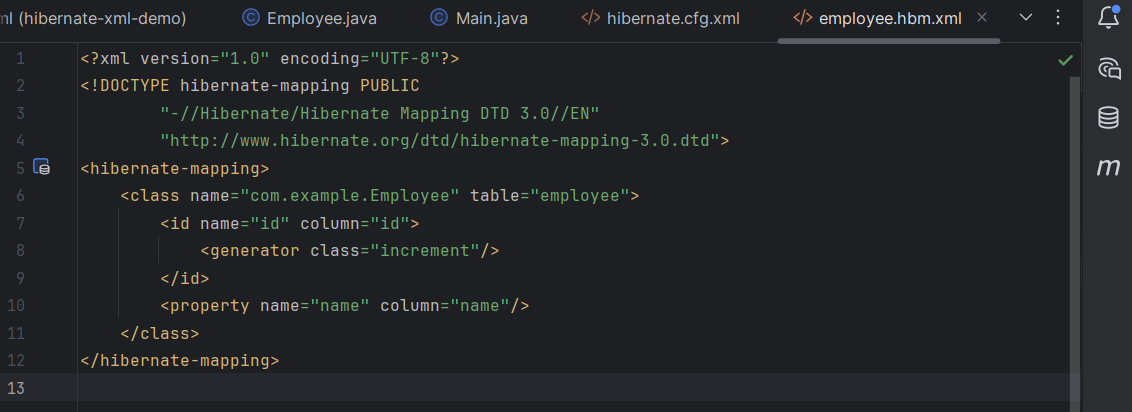 ml (hibernate-xml-demo) Employee.java Main.java hibernate.cfg.xml employee.hbm.xml
1 <?xml version="1.0" encoding="UTF-8"?>
2 <!DOCTYPE hibernate-mapping PUBLIC
3 "-//Hibernate/Hibernate Mapping DTD 3.0//EN"
4 "http://www.hibernate.org/dtd/hibernate-mapping-3.0.dtd">
5 <hibernate-mapping>
6 <class name="com.example.Employee" table="employee">
7 <id name="id" column="id">
8 <generator class="increment"/>
9 </id>
10 <property name="name" column="name"/>
11 </class>
12 </hibernate-mapping>
13